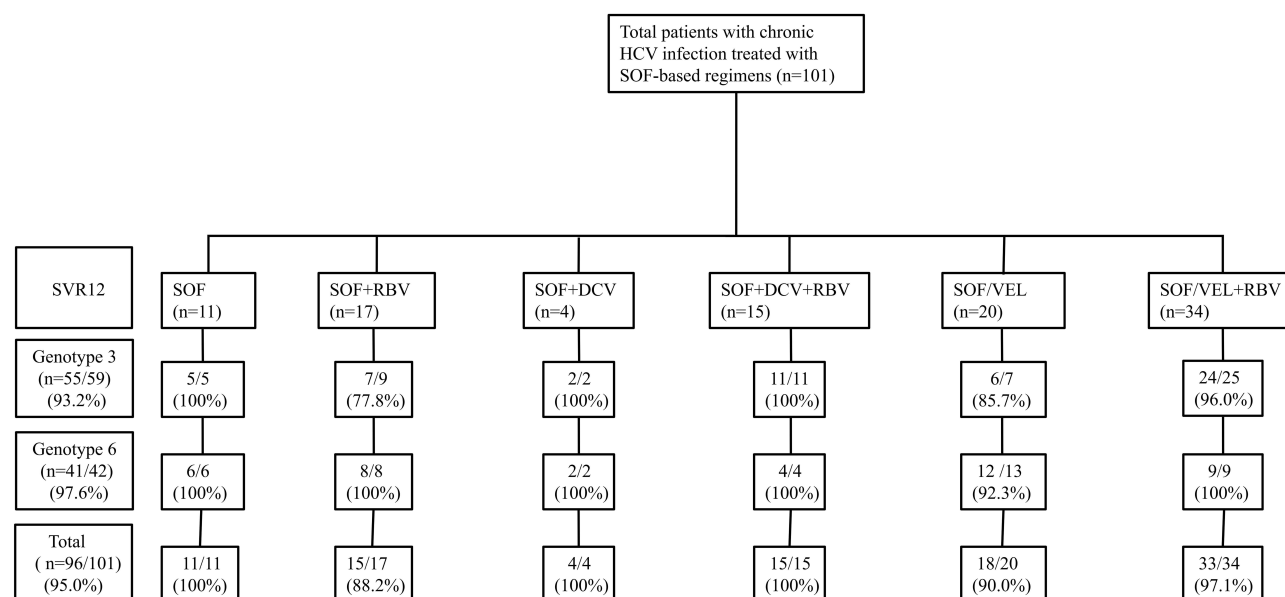 Total patients with chronic
HCV infection treated with
SOF-based regimens (n=101)
SVR12
SOF
(n=11)
SOF+RBV
(n=17)
SOF+DCV
(n=4)
SOF+DCV+RBV
(n=15)
SOF/VEL
(n=20)
SOF/VEL+RBV
(n=34)
Genotype 3
(n=55/59)
(93.2%)
5/5
(100%)
7/9
(77.8%)
2/2
(100%)
11/11
(100%)
6/7
(85.7%)
24/25
(96.0%)
Genotype 6
(n=41/42)
(97.6%)
6/6
(100%)
8/8
(100%)
2/2
(100%)
4/4
(100%)
12 /13
(92.3%)
9/9
(100%)
Total
( n=96/101)
(95.0%)
11/11
(100%)
15/17
(88.2%)
4/4
(100%)
15/15
(100%)
18/20
(90.0%)
33/34
(97.1%)